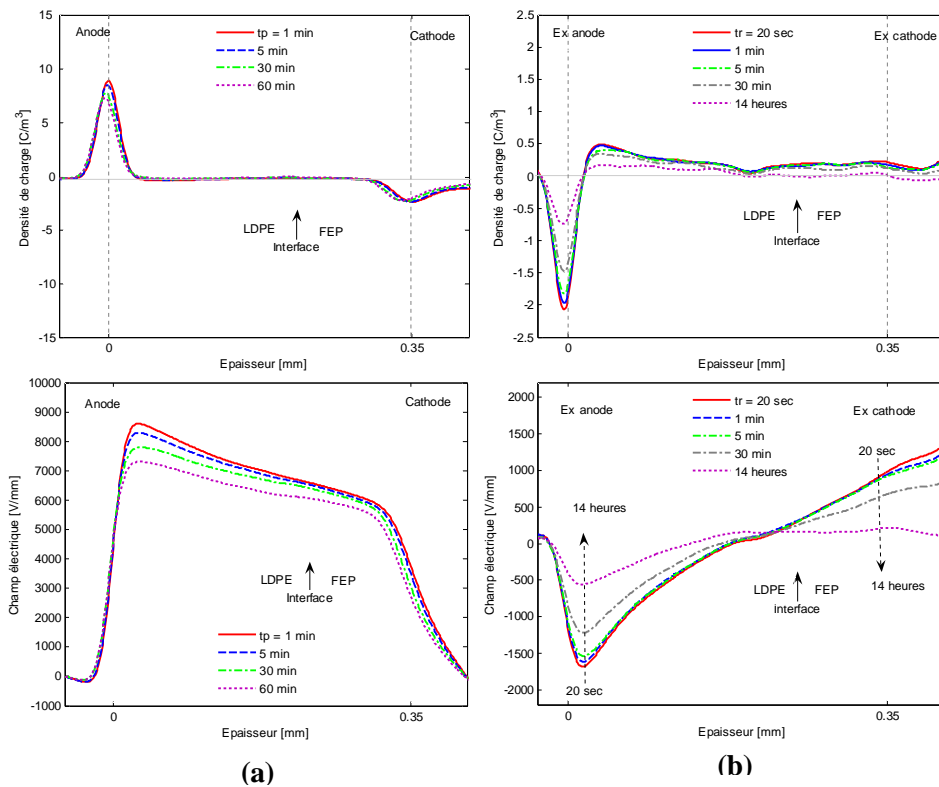 15
10
5
0
-5
-10
-15
Densité de charge [C/m³]
Anode
Cathode
tp = 1 min
5 min
30 min
60 min
LDPE
FEP
Interface
0
0.35
Epaisseur [mm]
2.5
2
1.5
1
0.5
0
-0.5
-1
-1.5
-2
-2.5
Densité de charge [C/m³]
Ex anode
Ex cathode
tr = 20 sec
1 min
5 min
30 min
14 heures
LDPE
FEP
Interface
0
0.35
Epaisseur [mm]
10000
9000
8000
7000
6000
5000
4000
3000
2000
1000
0
-1000
Champ électrique [V/mm]
Anode
Cathode
LDPE
FEP
Interface
tp = 1 min
5 min
30 min
60 min
0
0.35
Epaisseur [mm]
2000
1500
1000
500
0
-500
-1000
-1500
-2000
Champ électrique [V/mm]
Ex anode
Ex cathode
tr = 20 sec
1 min
5 min
30 min
14 heures
20 sec
14 heures
LDPE
FEP
interface
14 heures
20 sec
0
0.35
Epaisseur [mm]
(a)
(b)